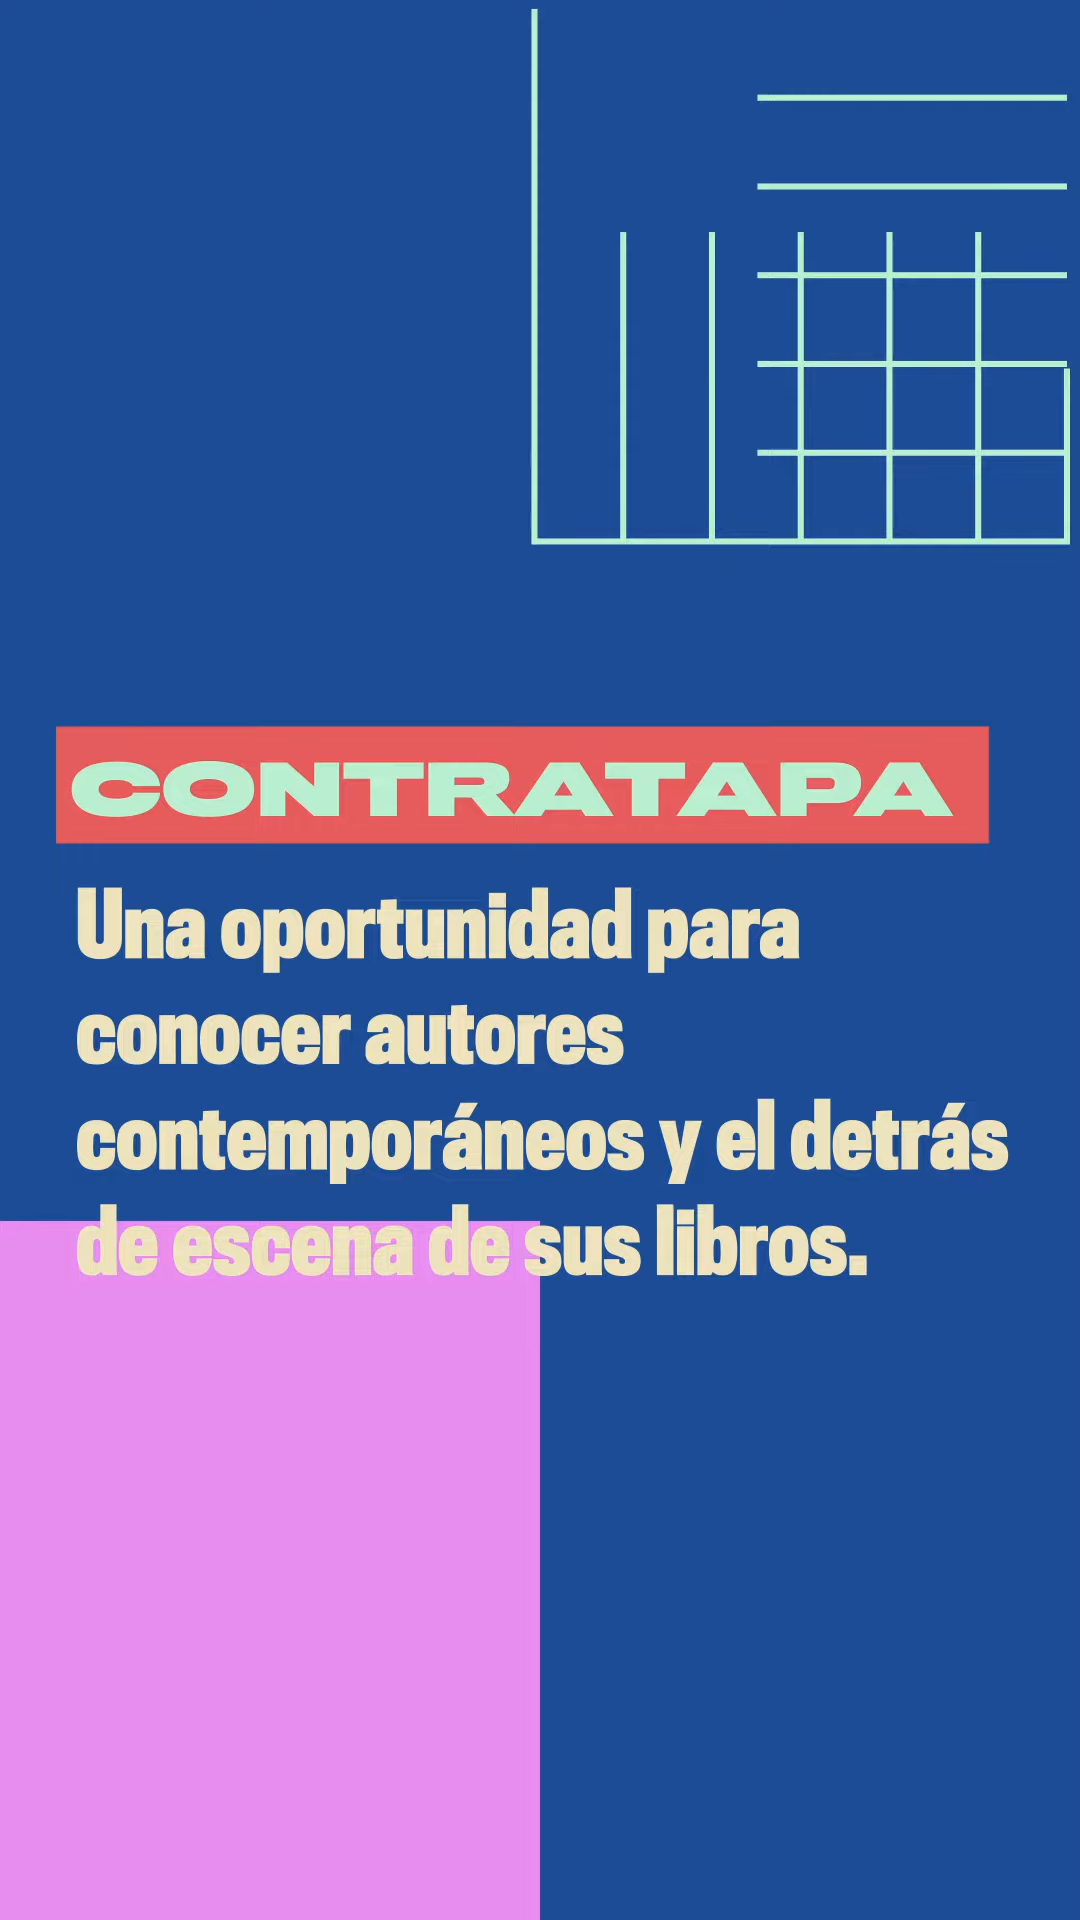 CONTRATAPA
Una oportunidad para
conocer autores
contemporáneos y el detrás
de escena de sus libros.